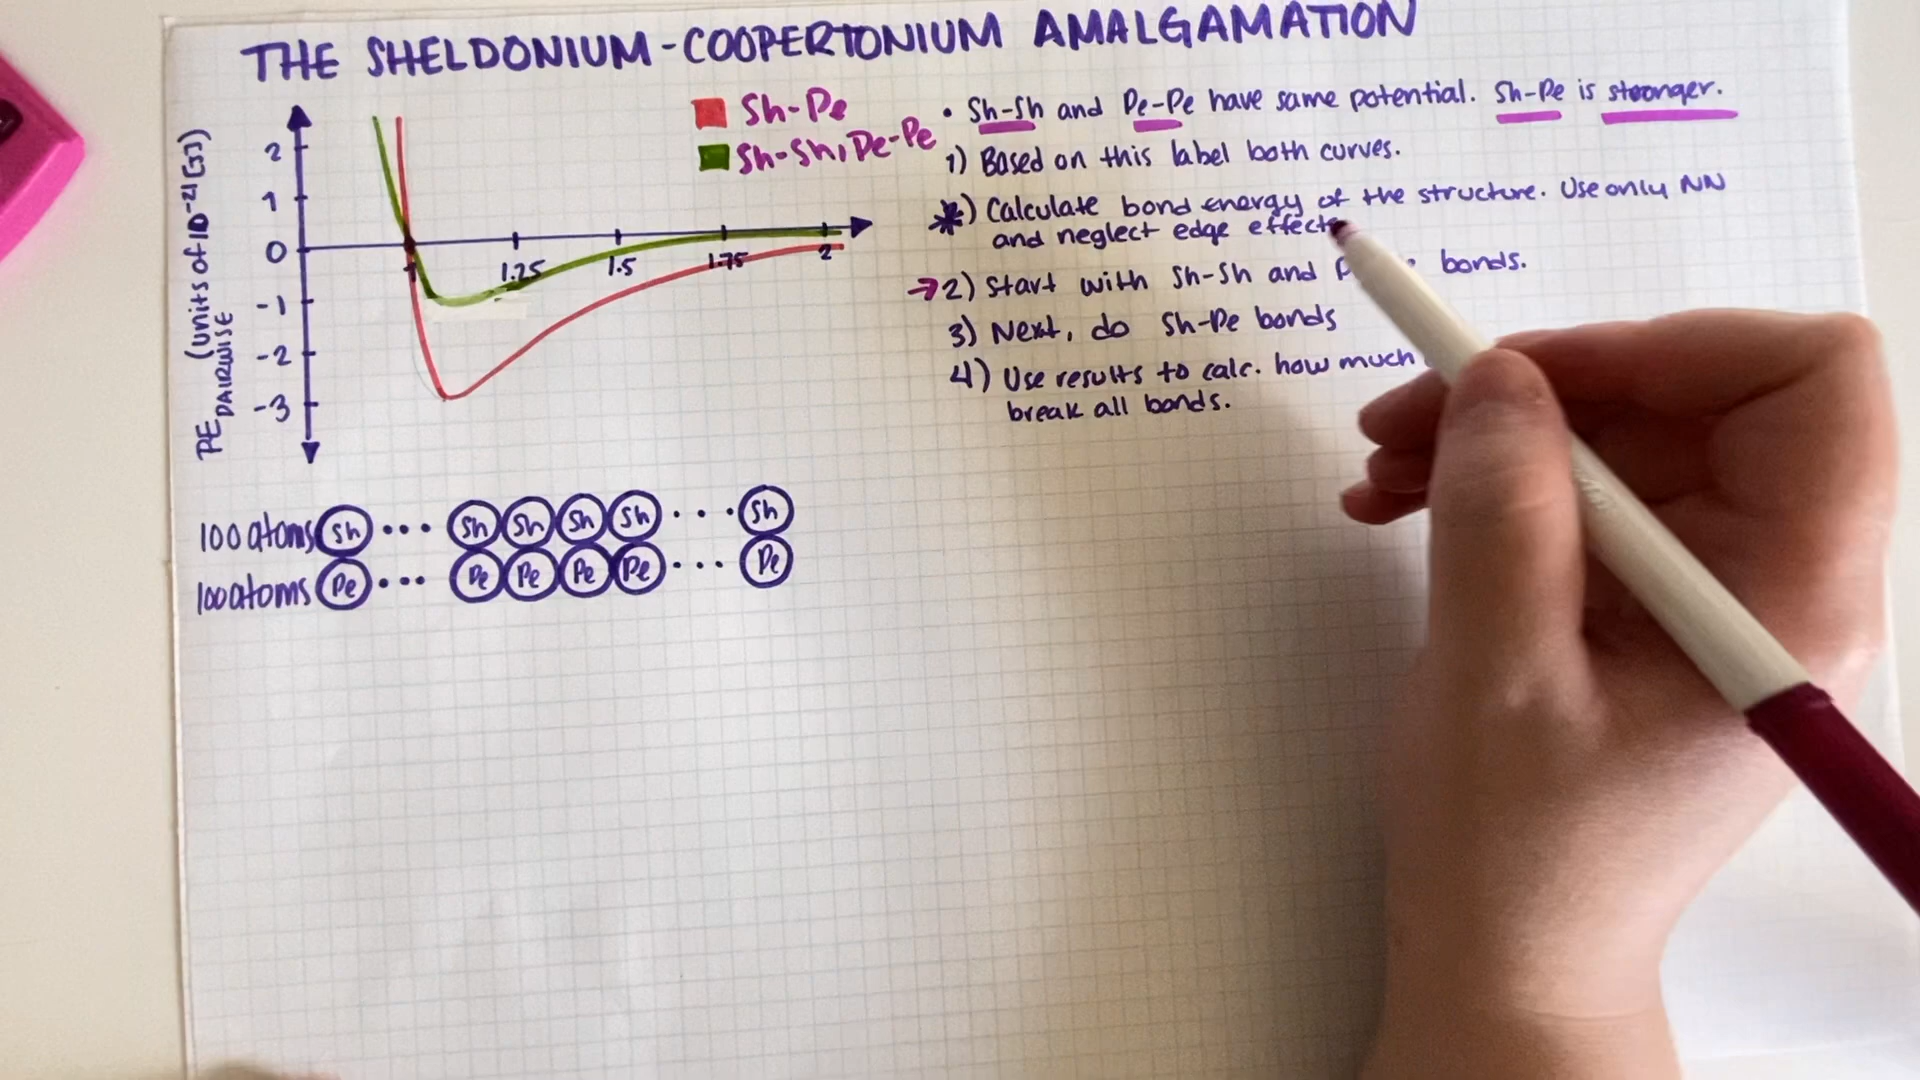 THE SHELDONIUM-COOPERTONIUM AMALGAMATION
PE PAIRWISE (units of 10^-21 [J])
2
1
0
-1
-2
-3
1
1.25
1.5
1.75
2
Sh-Pe
Sh-Sh, Pe-Pe
• Sh-Sh and Pe-Pe have same potential. Sh-Pe is stronger.
1) Based on this label both curves.
*) Calculate bond energy of the structure. Use only NN
and neglect edge effects
→2) Start with Sh-Sh and bonds.
3) Next, do Sh-Pe bonds
4) Use results to calc. how much
break all bonds.
100 atoms Sh ... Sh Sh Sh Sh ... Sh
100 atoms Pe ... Pe Pe Pe Pe ... Pe